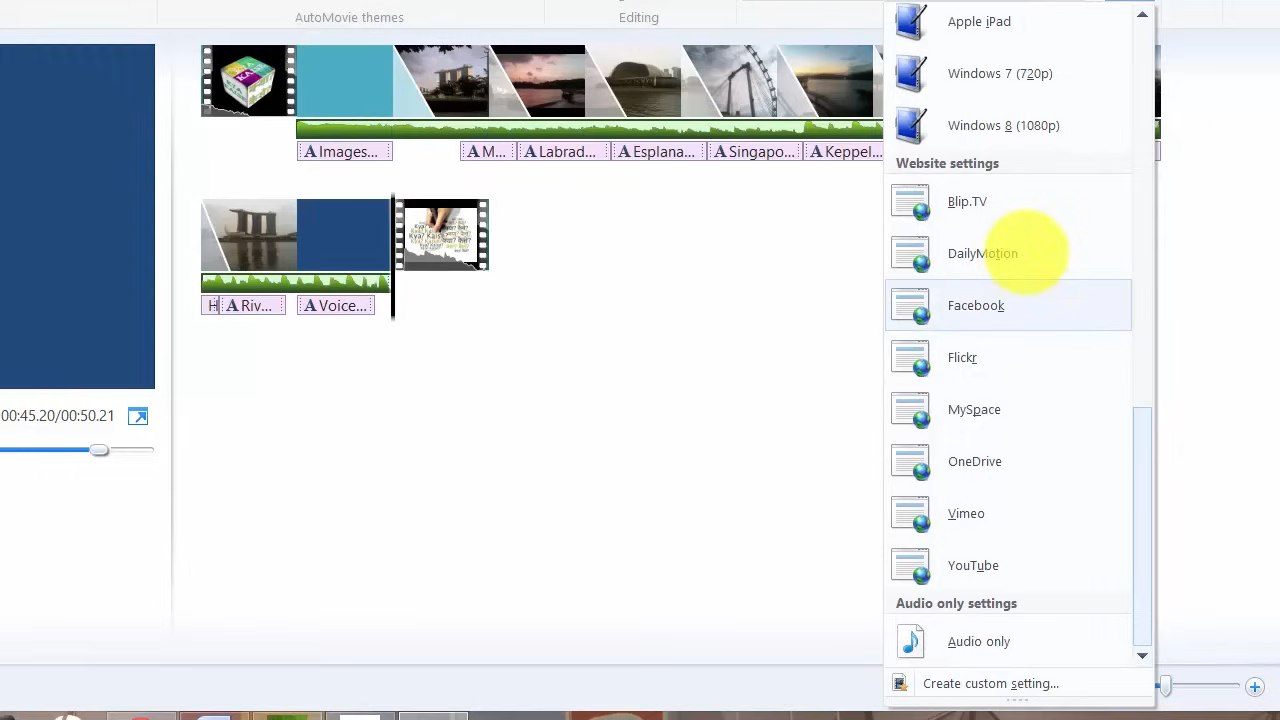 AutoMovie themes
Editing
Apple iPad
Windows 7 (720p)
Windows 8 (1080p)
Website settings
Blip.TV
DailyMotion
Facebook
Flickr
MySpace
OneDrive
Vimeo
YouTube
Audio only settings
Audio only
Create custom setting...
Images...
M...
Labrad...
Esplana...
Singapo...
Keppel...
Riv...
Voice...
00:45.20/00:50.21